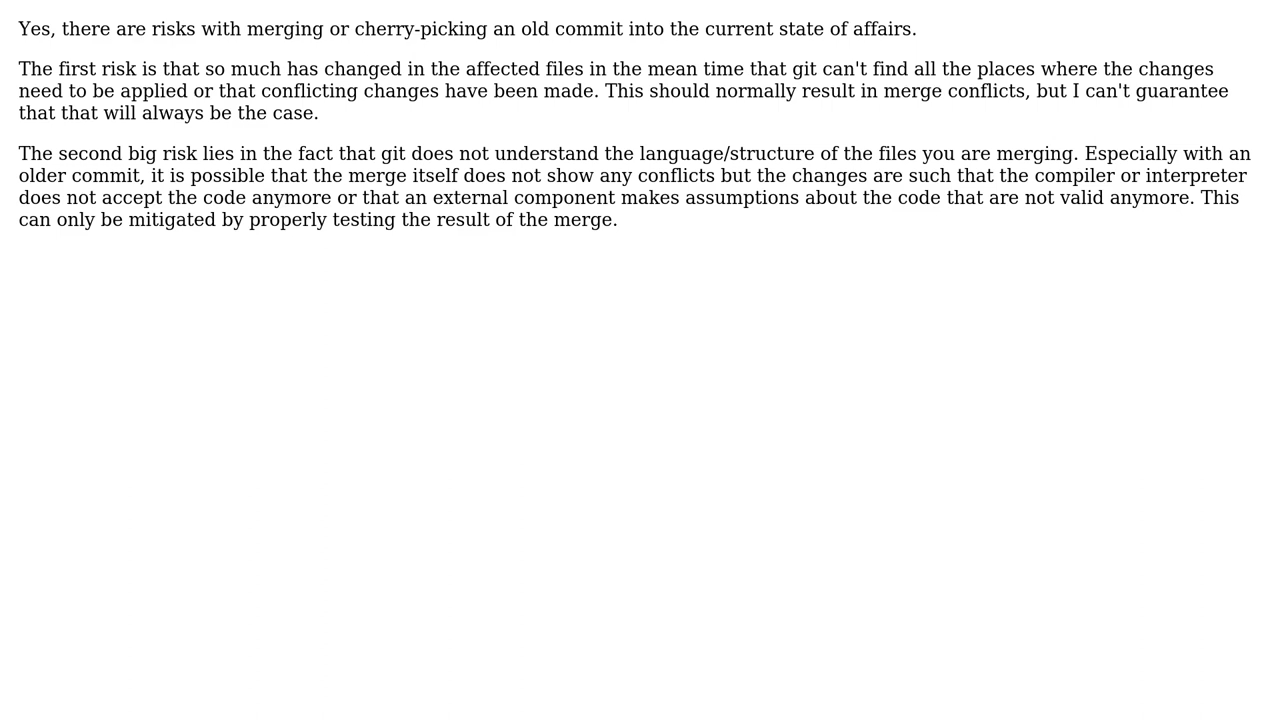 Yes, there are risks with merging or cherry-picking an old commit into the current state of affairs.
The first risk is that so much has changed in the affected files in the mean time that git can't find all the places where the changes
need to be applied or that conflicting changes have been made. This should normally result in merge conflicts, but I can't guarantee
that that will always be the case.
The second big risk lies in the fact that git does not understand the language/structure of the files you are merging. Especially with an
older commit, it is possible that the merge itself does not show any conflicts but the changes are such that the compiler or interpreter
does not accept the code anymore or that an external component makes assumptions about the code that are not valid anymore. This
can only be mitigated by properly testing the result of the merge.